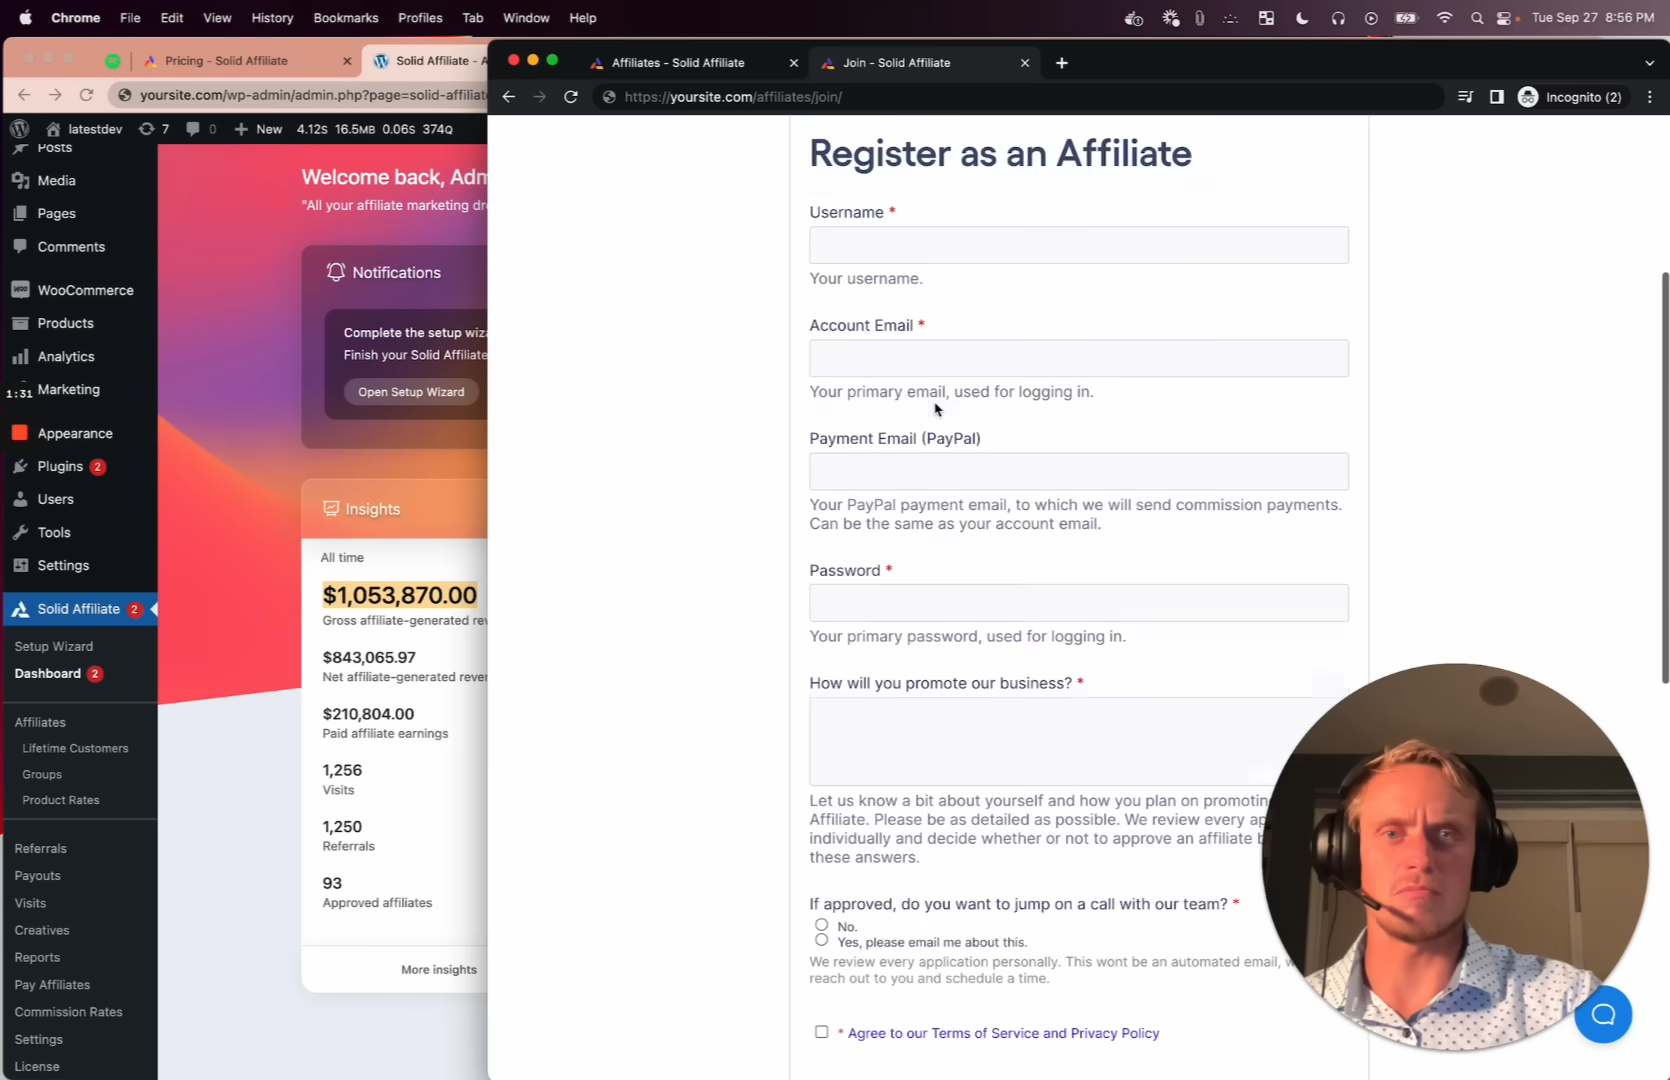 Chrome File Edit View History Bookmarks Profiles Tab Window Help
Tue Sep 27 8:56 PM
Pricing - Solid Affiliate
Solid Affiliate - A
yoursite.com/wp-admin/admin.php?page=solid-affiliate
latestdev 7 0 New 4.12s 16.5MB 0.06s 374Q
Posts
Media
Pages
Comments
WooCommerce
Products
Analytics
Marketing
1:31
Appearance
Plugins 2
Users
Tools
Settings
Solid Affiliate 2
Setup Wizard
Dashboard 2
Affiliates
Lifetime Customers
Groups
Product Rates
Referrals
Payouts
Visits
Creatives
Reports
Pay Affiliates
Commission Rates
Settings
License
Welcome back, Adm
"All your affiliate marketing dr
Notifications
Complete the setup wiza
Finish your Solid Affiliate
Open Setup Wizard
Insights
All time
$1,053,870.00
Gross affiliate-generated rev
$843,065.97
Net affiliate-generated reve
$210,804.00
Paid affiliate earnings
1,256
Visits
1,250
Referrals
93
Approved affiliates
More insights
Affiliates - Solid Affiliate
Join - Solid Affiliate
https://yoursite.com/affiliates/join/
Incognito (2)
Register as an Affiliate
Username *
Your username.
Account Email *
Your primary email, used for logging in.
Payment Email (PayPal)
Your PayPal payment email, to which we will send commission payments.
Can be the same as your account email.
Password *
Your primary password, used for logging in.
How will you promote our business? *
Let us know a bit about yourself and how you plan on promoting
Affiliate. Please be as detailed as possible. We review every ap
individually and decide whether or not to approve an affiliate b
these answers.
If approved, do you want to jump on a call with our team? *
No.
Yes, please email me about this.
We review every application personally. This wont be an automated email, w
reach out to you and schedule a time.
* Agree to our Terms of Service and Privacy Policy